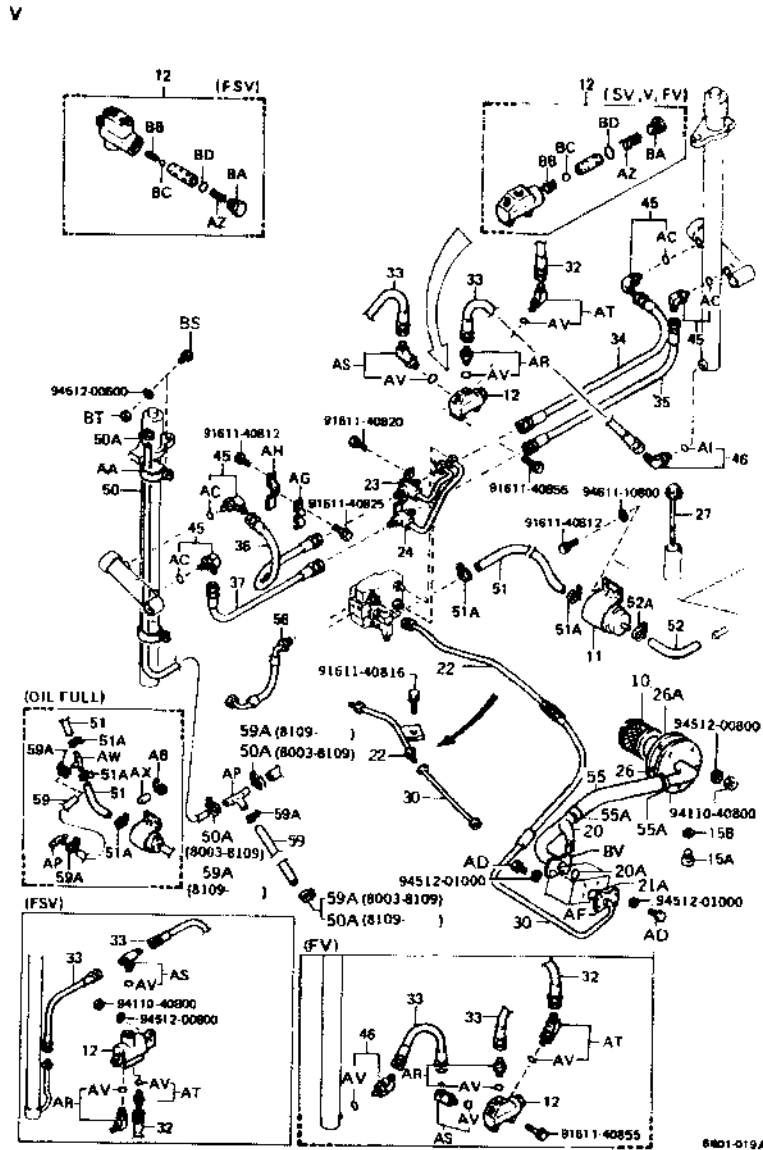 V
12
(FSV)
BB
BC
BD
BA
AZ
12
(SV,V,FV)
BD
BC
BB
AZ
BA
45
AC
AC
45
33
33
32
AT
AV
AS
AV
AV
AR
12
34
35
BS
94512-00800
BT
50A
AA
50
91611-40812
AH
45
AG
AC
45
AC
91611-40820
23
91611-40825
24
36
37
56
91611-40855
94611-10800
91611-40812
AI
46
27
51
51A
51A
52A
52
11
22
91611-40816
22
30
(OIL FULL)
51
51A
59A
AW
51A
AX
AB
59
51
AP
59A
51A
59A (8109-     )
50A (8003-8109)
AP
59A
59
50A
(8003-8109)
59A
(8109-     )
59A (8003-8109)
50A (8109-     )
10
26A
94512-00800
26
55
55A
55A
94110-40800
15B
15A
20
BV
AD
94512-01000
20A
21A
AF
94512-01000
AD
30
(FSV)
33
33
AV
AS
94110-40800
94512-00800
12
AV
AV
AR
AT
32
(FV)
32
33
33
46
AT
AV
AV
AR
AV
AV
12
AS
91611-40855
6801-019A